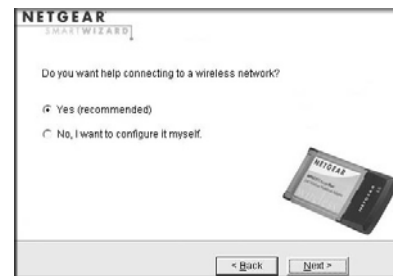 NETGEAR
SMARTWIZARD
Do you want help connecting to a wireless network?
Yes (recommended)
No, I want to configure it myself.
NETGEAR
< Back
Next >